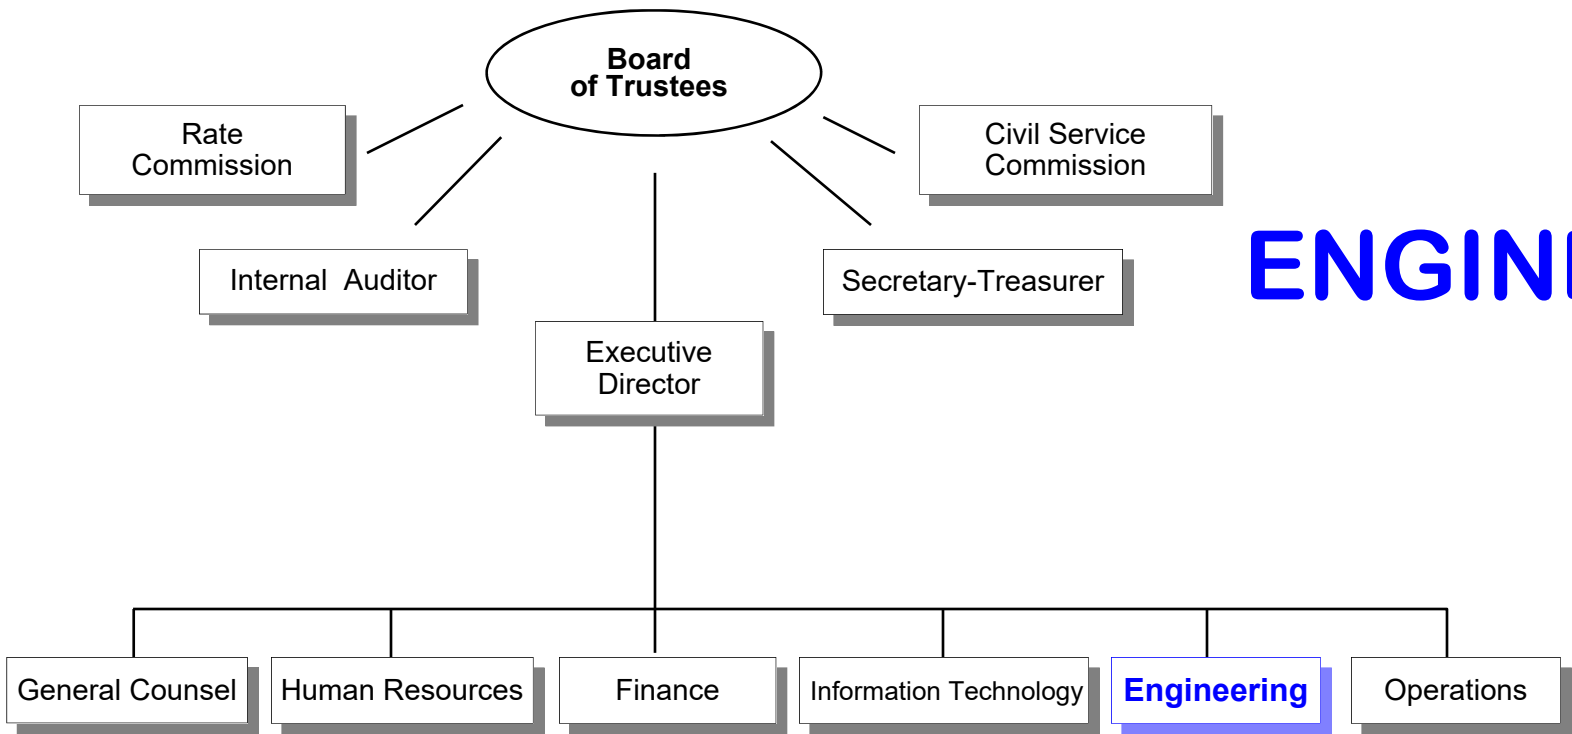 Board
of Trustees
Rate
Commission
Civil Service
Commission
Internal Auditor
Secretary-Treasurer
ENGIN
Executive
Director
General Counsel
Human Resources
Finance
Information Technology
Engineering
Operations